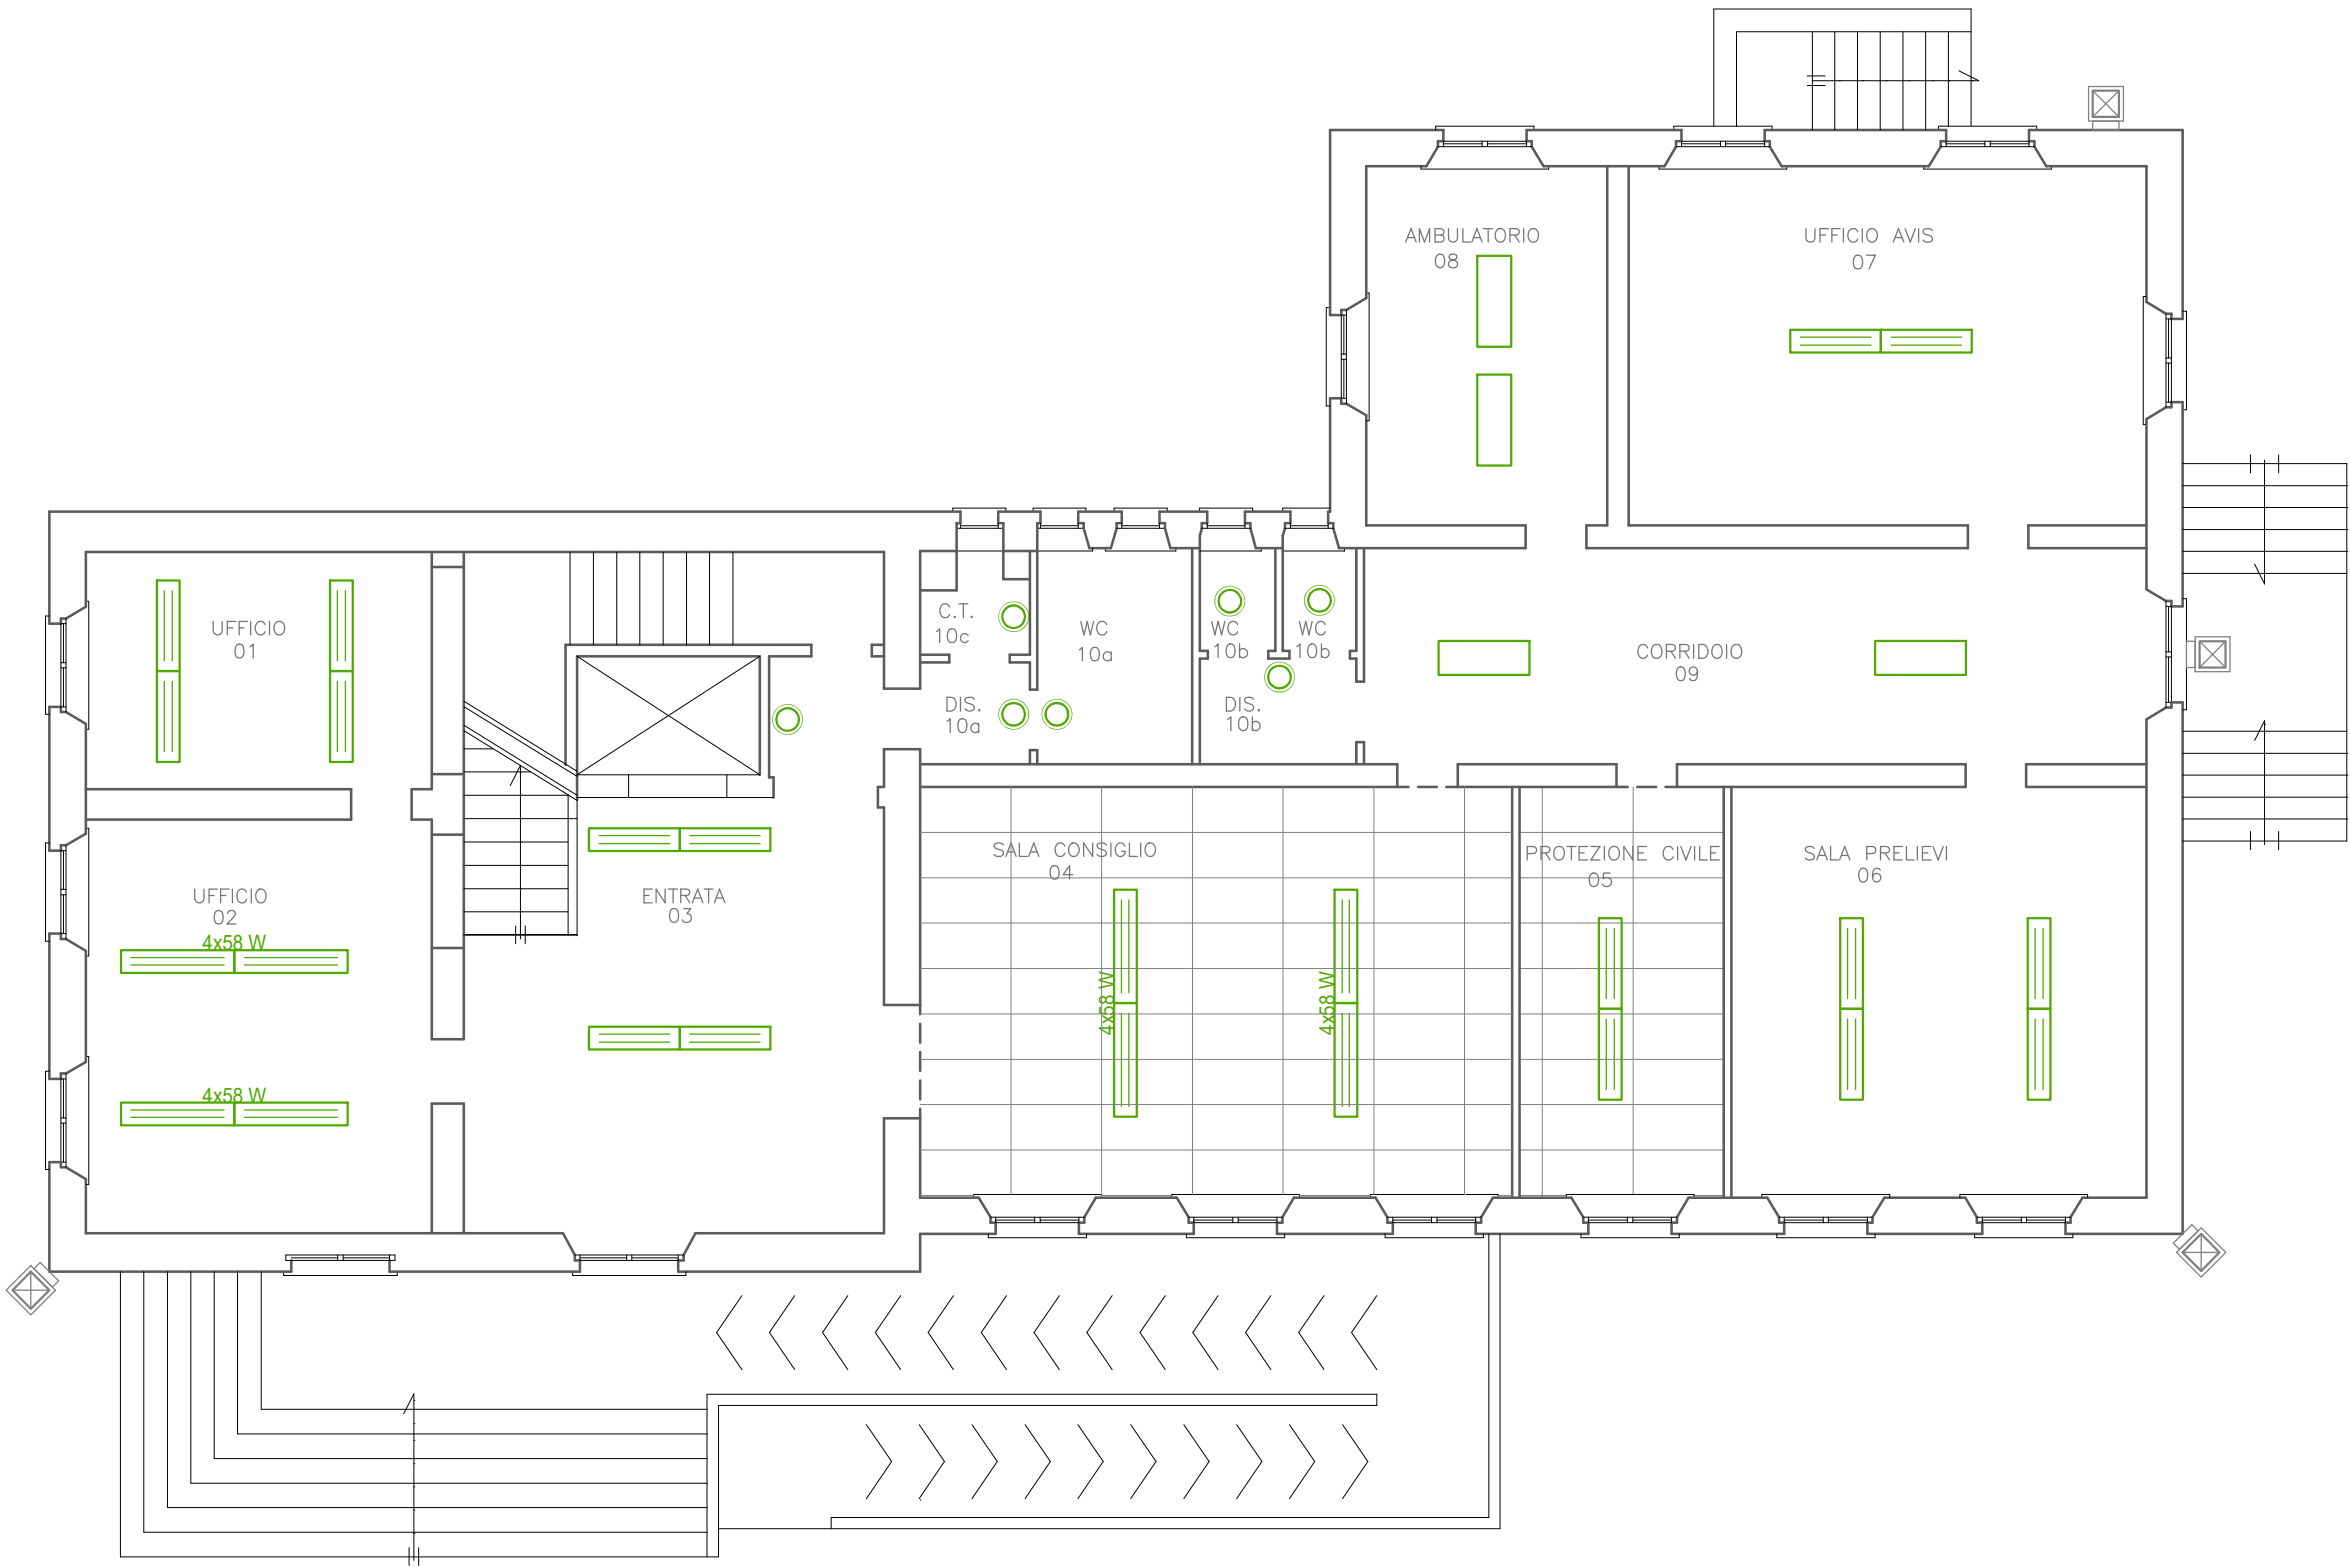 AMBULATORIO
08
UFFICIO AVIS
07
UFFICIO
01
C.T.
10c
WC
10a
WC
10b
WC
10b
CORRIDOIO
09
DIS.
10a
DIS.
10b
UFFICIO
02
4x58 W
4x58 W
ENTRATA
03
SALA CONSIGLIO
04
4x58 W
4x58 W
PROTEZIONE CIVILE
05
SALA PRELIEVI
06